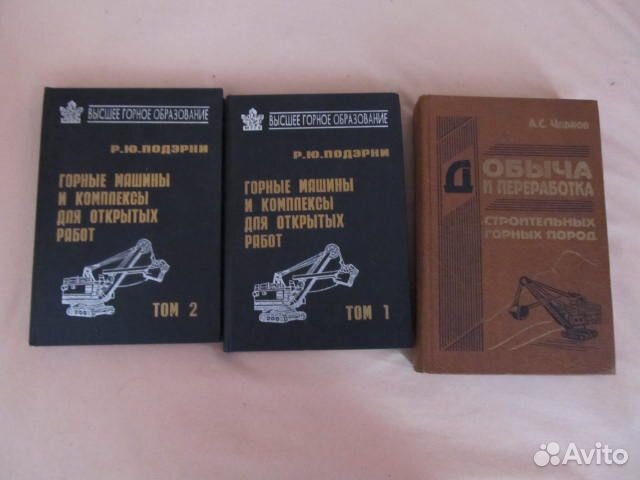 ВЫСШЕЕ ГОРНОЕ ОБРАЗОВАНИЕ
Р.Ю.ПОДЭРНИ
ГОРНЫЕ МАШИНЫ
И КОМПЛЕКСЫ
ДЛЯ ОТКРЫТЫХ
РАБОТ
ТОМ 2
ВЫСШЕЕ ГОРНОЕ ОБРАЗОВАНИЕ
Р.Ю.ПОДЭРНИ
ГОРНЫЕ МАШИНЫ
И КОМПЛЕКСЫ
ДЛЯ ОТКРЫТЫХ
РАБОТ
ТОМ 1
А.С.
ДОБЫЧА
И ПЕРЕРАБОТКА
СТРОИТЕЛЬНЫХ
ГОРНЫХ ПОРОД
Avito